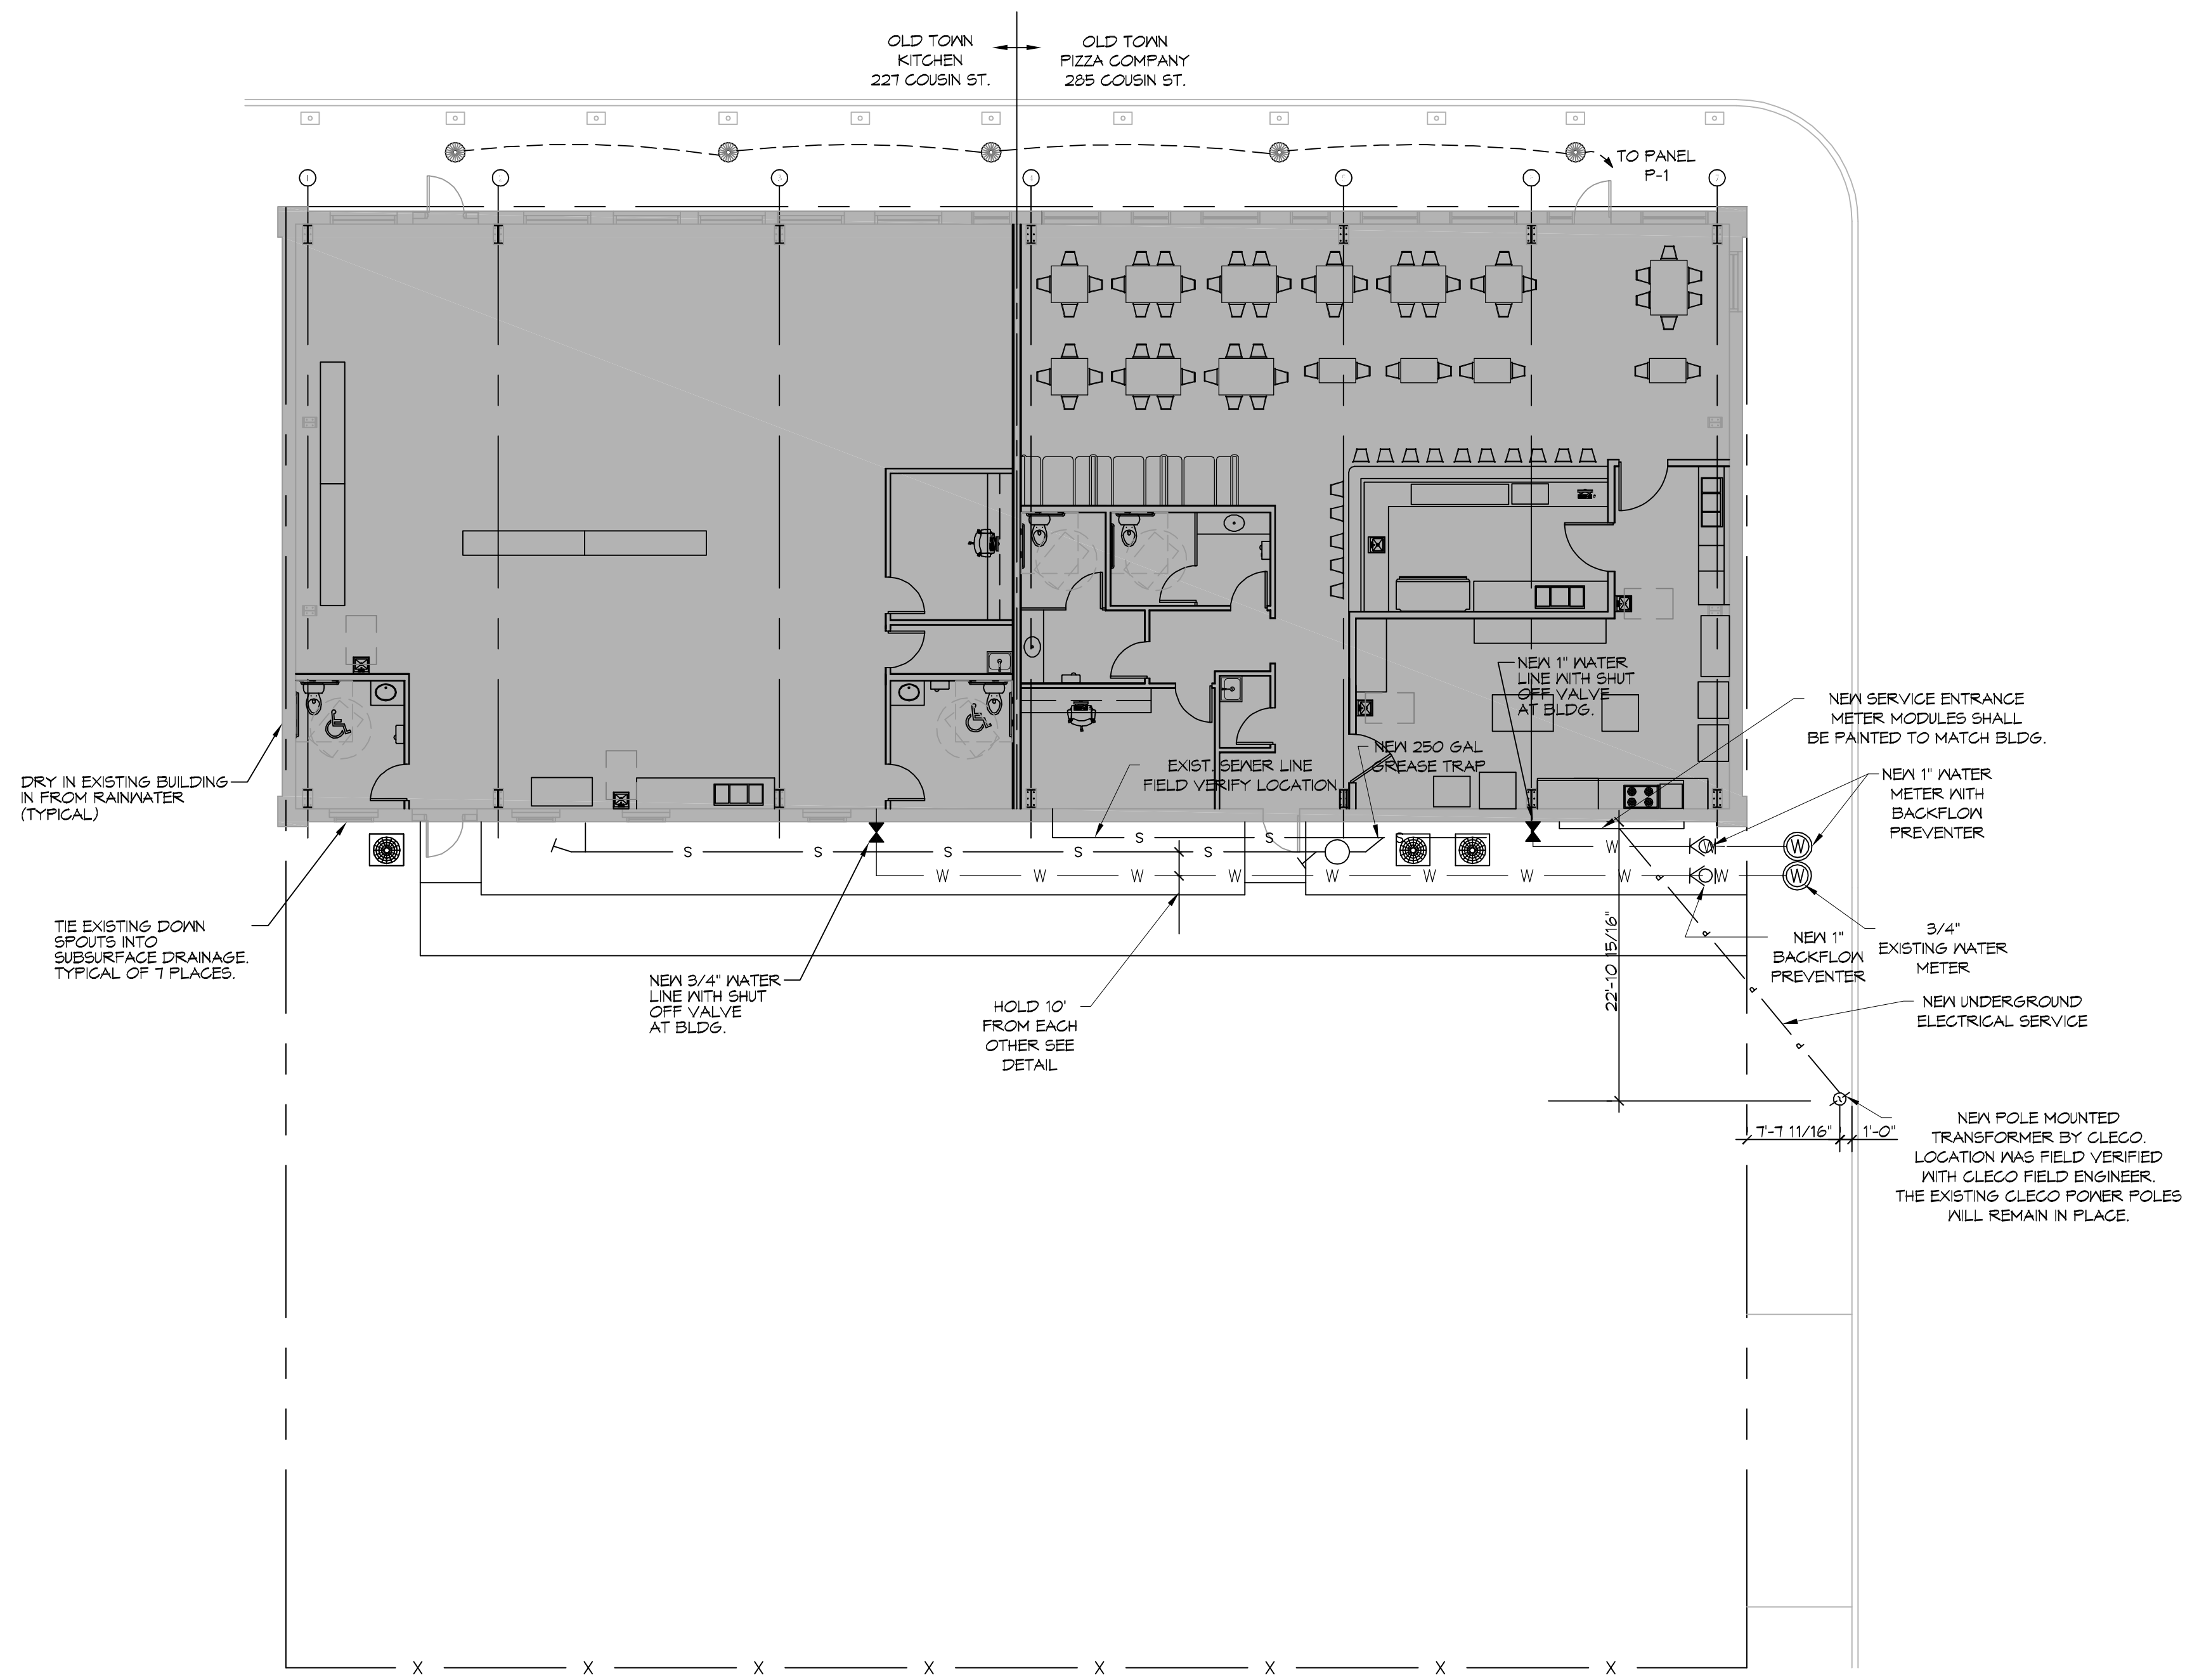 OLD TOWN
KITCHEN
227 COUSIN ST.
OLD TOWN
PIZZA COMPANY
285 COUSIN ST.
TO PANEL
P-1
1
2
3
4
7
NEW 1" WATER
LINE WITH SHUT
OFF VALVE
AT BLDG.
NEW SERVICE ENTRANCE
METER MODULES SHALL
BE PAINTED TO MATCH BLDG.
NEW 250 GAL
GREASE TRAP
EXIST. SEWER LINE
FIELD VERIFY LOCATION
DRY IN EXISTING BUILDING
IN FROM RAINWATER
(TYPICAL)
NEW 1" WATER
METER WITH
BACKFLOW
PREVENTER
S S S
W W W
S S S S S
W W W W W W W W W W
P P P P
TIE EXISTING DOWN
SPOUTS INTO
SUBSURFACE DRAINAGE.
TYPICAL OF 7 PLACES.
NEW 3/4" WATER
LINE WITH SHUT
OFF VALVE
AT BLDG.
HOLD 10'
FROM EACH
OTHER SEE
DETAIL
22'-10 15/16"
NEW 1"
BACKFLOW
PREVENTER
3/4"
EXISTING WATER
METER
NEW UNDERGROUND
ELECTRICAL SERVICE
7'-7 11/16"
1'-0"
NEW POLE MOUNTED
TRANSFORMER BY CLECO.
LOCATION WAS FIELD VERIFIED
WITH CLECO FIELD ENGINEER.
THE EXISTING CLECO POWER POLES
WILL REMAIN IN PLACE.
X X X X X X X X